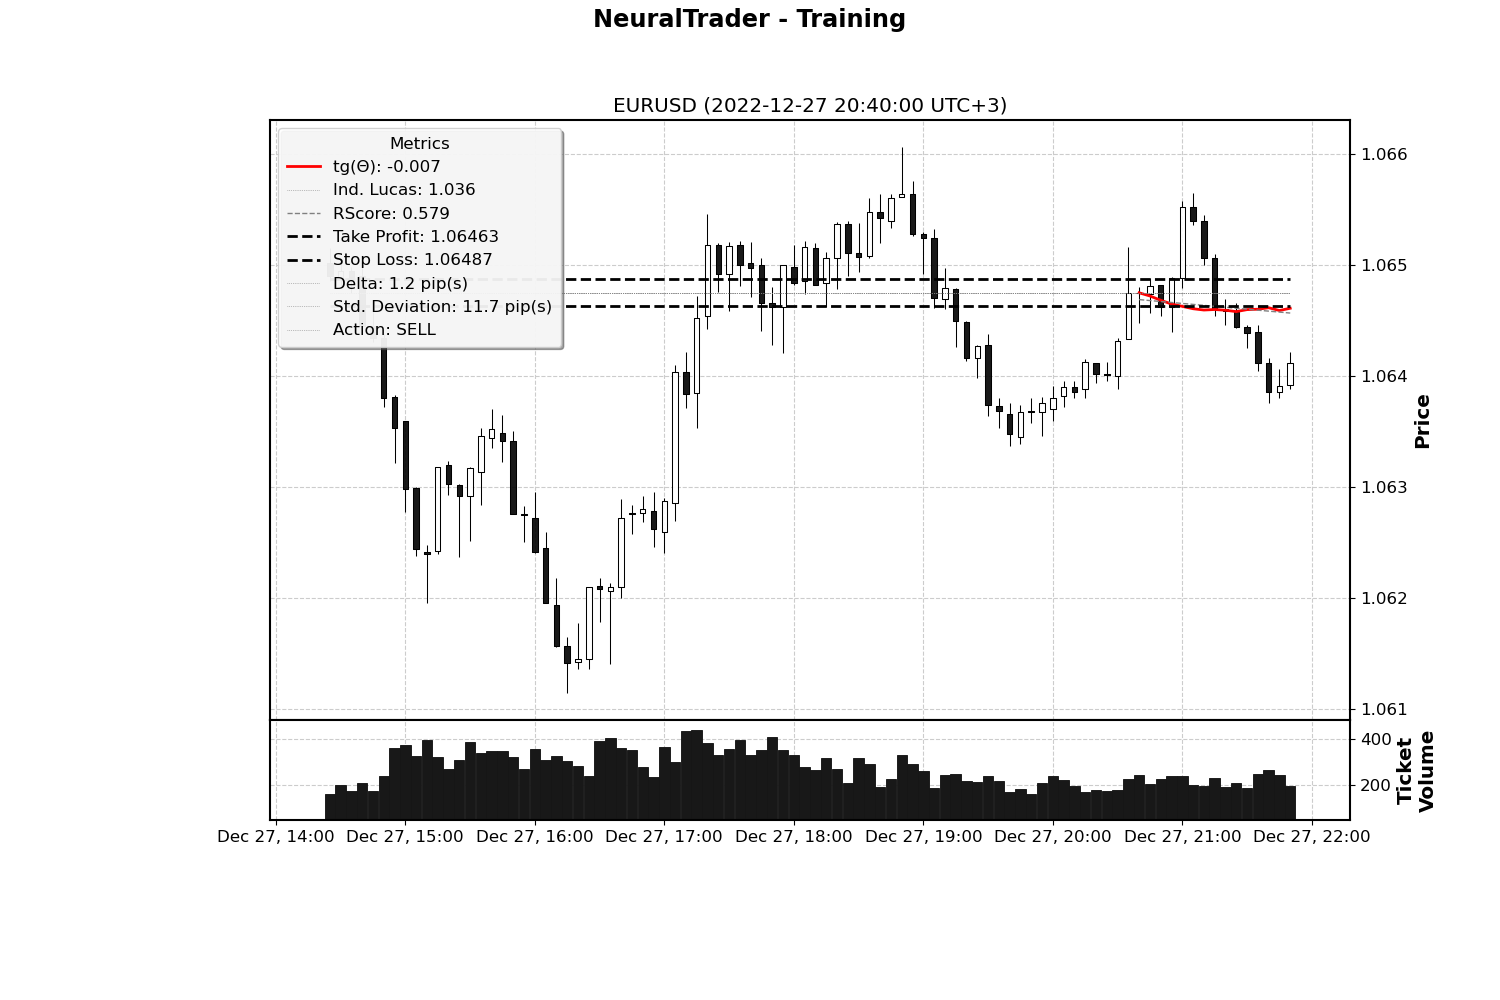 NeuralTrader - Training
EURUSD (2022-12-27 20:40:00 UTC+3)
Metrics
tg(Θ): -0.007
Ind. Lucas: 1.036
RScore: 0.579
Take Profit: 1.06463
Stop Loss: 1.06487
Delta: 1.2 pip(s)
Std. Deviation: 11.7 pip(s)
Action: SELL
1.066
1.065
1.064
1.063
1.062
1.061
Price
400
200
Ticket
Volume
Dec 27, 14:00 Dec 27, 15:00 Dec 27, 16:00 Dec 27, 17:00 Dec 27, 18:00 Dec 27, 19:00 Dec 27, 20:00 Dec 27, 21:00 Dec 27, 22:00